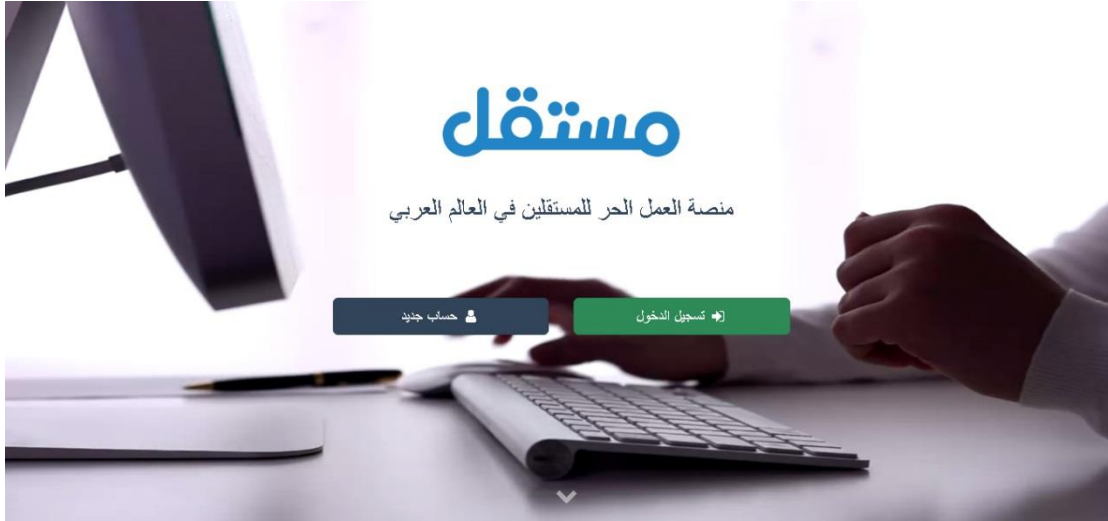 مستقل
منصة العمل الحر للمستقلين في العالم العربي
تسجيل الدخول
حساب جديد